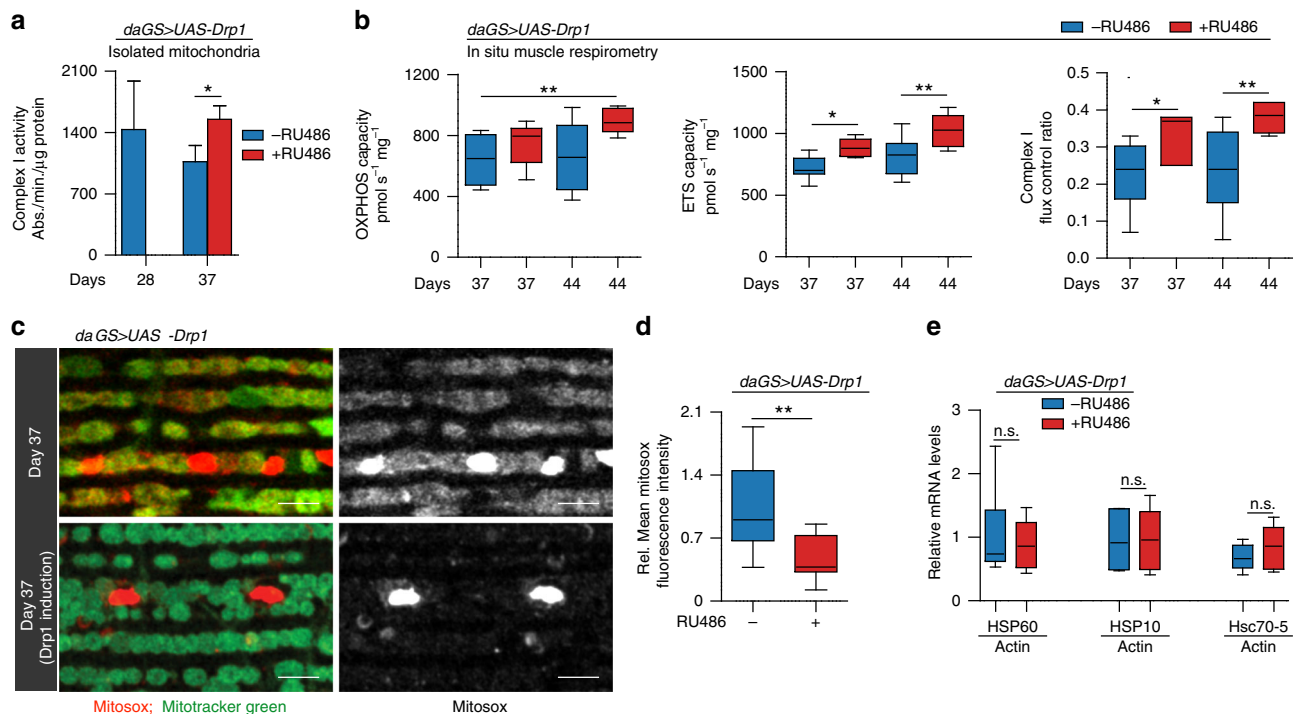 a
daGS>UAS-Drp1
Isolated mitochondria
Complex I activity
Abs./min./μg protein
2100
1400
700
0
*
–RU486
+RU486
Days 28 37
b
daGS>UAS-Drp1
–RU486 +RU486
In situ muscle respirometry
OXPHOS capacity
pmol s⁻¹ mg⁻¹
1200
800
400
0
**
Days 37 37 44 44
ETS capacity
pmol s⁻¹ mg⁻¹
1500
1000
500
0
* **
Days 37 37 44 44
Complex I
flux control ratio
0.5
0.4
0.3
0.2
0.1
0.0
* **
Days 37 37 44 44
c
daGS>UAS -Drp1
Day 37
Day 37
(Drp1 induction)
Mitosox; Mitotracker green
Mitosox
d
daGS>UAS-Drp1
Rel. Mean mitosox
fluorescence intensity
2.1
1.4
0.7
0
**
RU486 – +
e
daGS>UAS-Drp1
–RU486
+RU486
Relative mRNA levels
3
2
1
0
n.s. n.s. n.s.
HSP60 HSP10 Hsc70-5
Actin Actin Actin